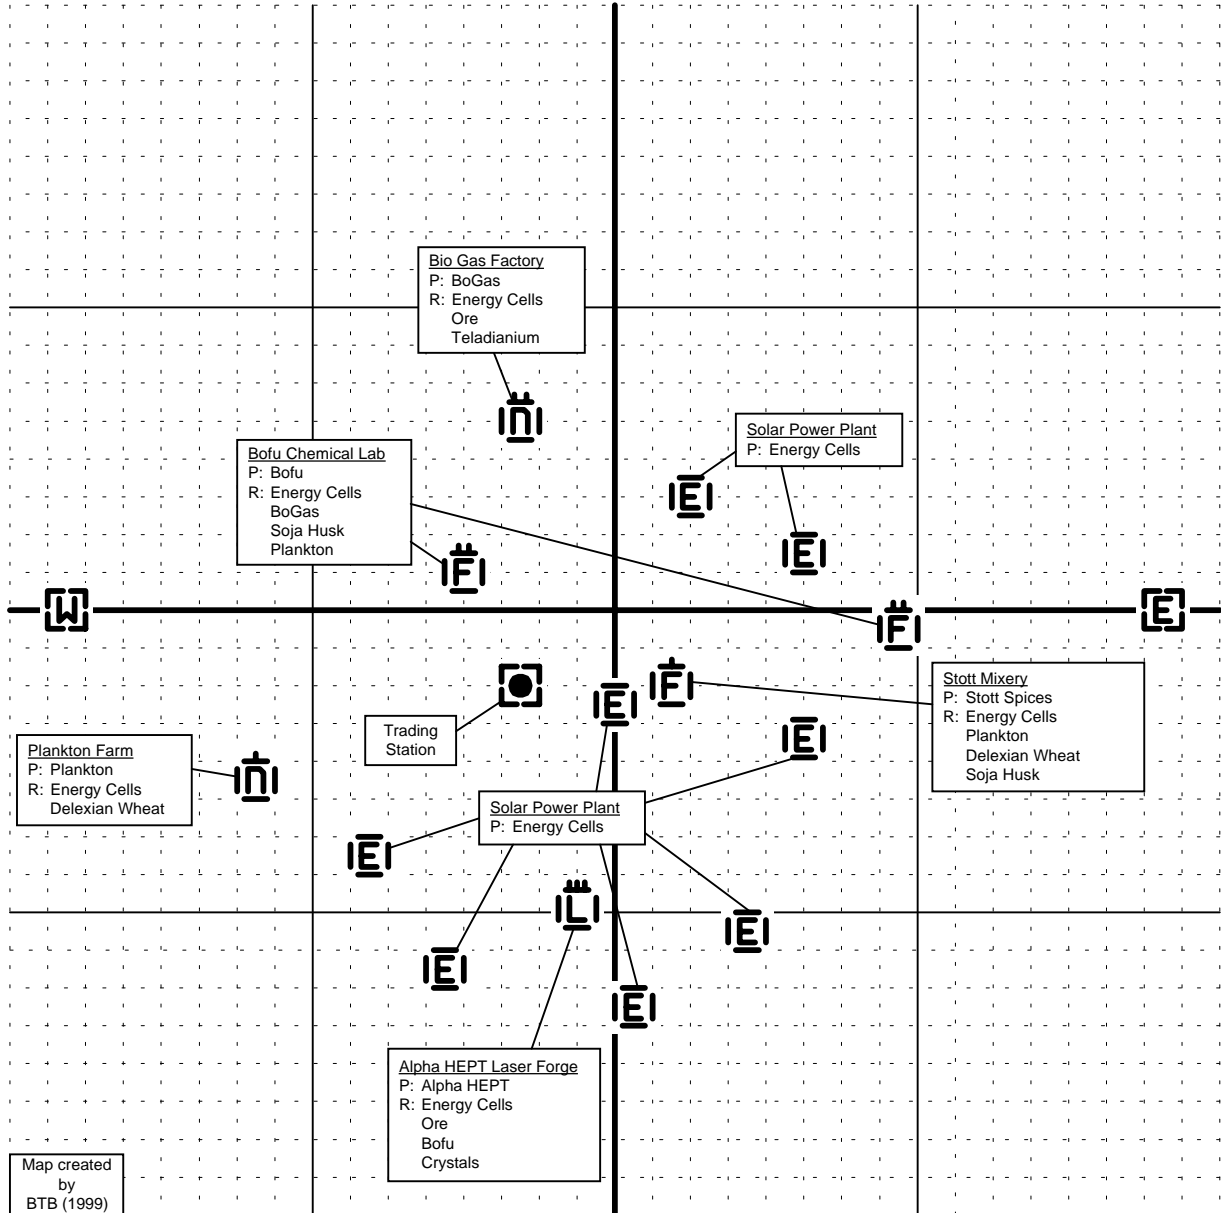 Bio Gas Factory
P: BoGas
R: Energy Cells
Ore
Teladianium
n
Solar Power Plant
P: Energy Cells
Bofu Chemical Lab
P: Bofu
R: Energy Cells
BoGas
Soja Husk
Plankton
E
E
F
W
E
F
Stott Mixery
P: Stott Spices
R: Energy Cells
Plankton
Delexian Wheat
Soja Husk
F
E
Trading
Station
E
Plankton Farm
P: Plankton
R: Energy Cells
Delexian Wheat
n
Solar Power Plant
P: Energy Cells
E
L
E
E
E
Alpha HEPT Laser Forge
P: Alpha HEPT
R: Energy Cells
Ore
Bofu
Crystals
Map created
by
BTB (1999)